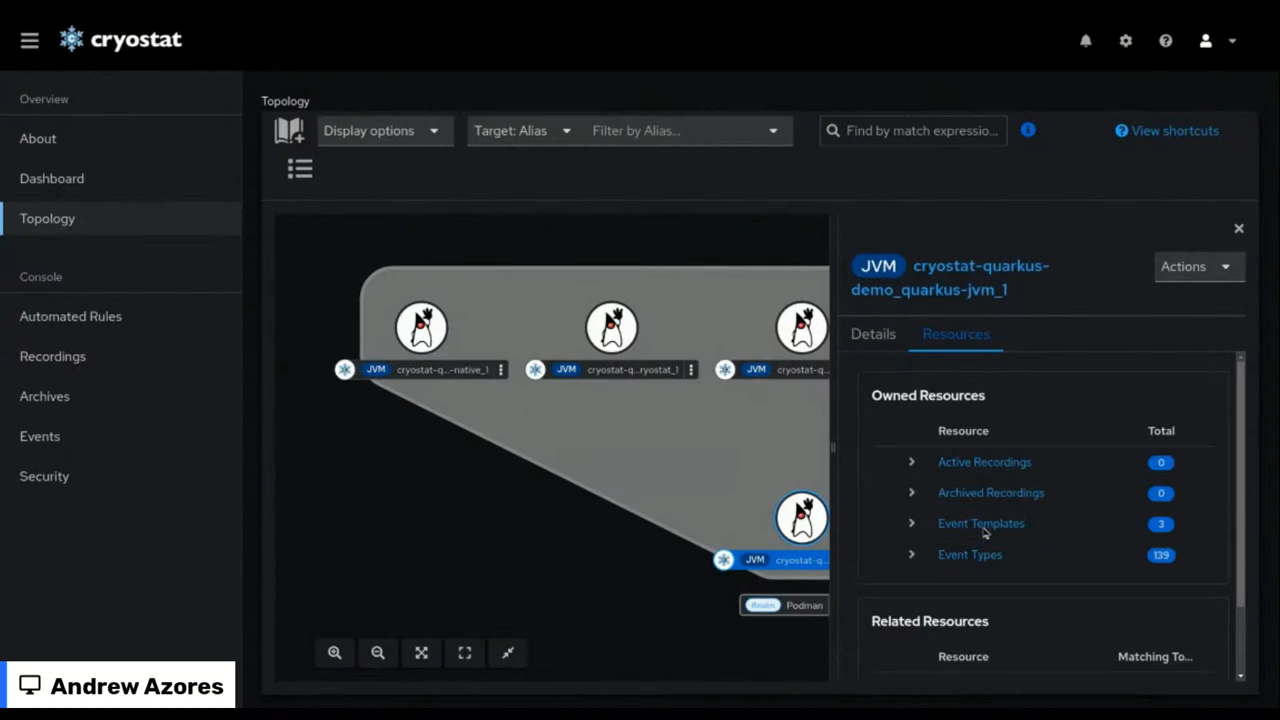 cryostat
Overview
About
Dashboard
Topology
Console
Automated Rules
Recordings
Archives
Events
Security
Topology
Display options
Target: Alias
Filter by Alias...
Find by match expressio...
View shortcuts
JVM cryostat-q...-native_1
JVM cryostat-q...ryostat_1
JVM cryostat-q...
JVM cryostat-q...
Realm Podman
JVM cryostat-quarkus-
demo_quarkus-jvm_1
Actions
Details Resources
Owned Resources
Resource Total
Active Recordings 0
Archived Recordings 0
Event Templates 3
Event Types 139
Related Resources
Resource Matching To...
Andrew Azores